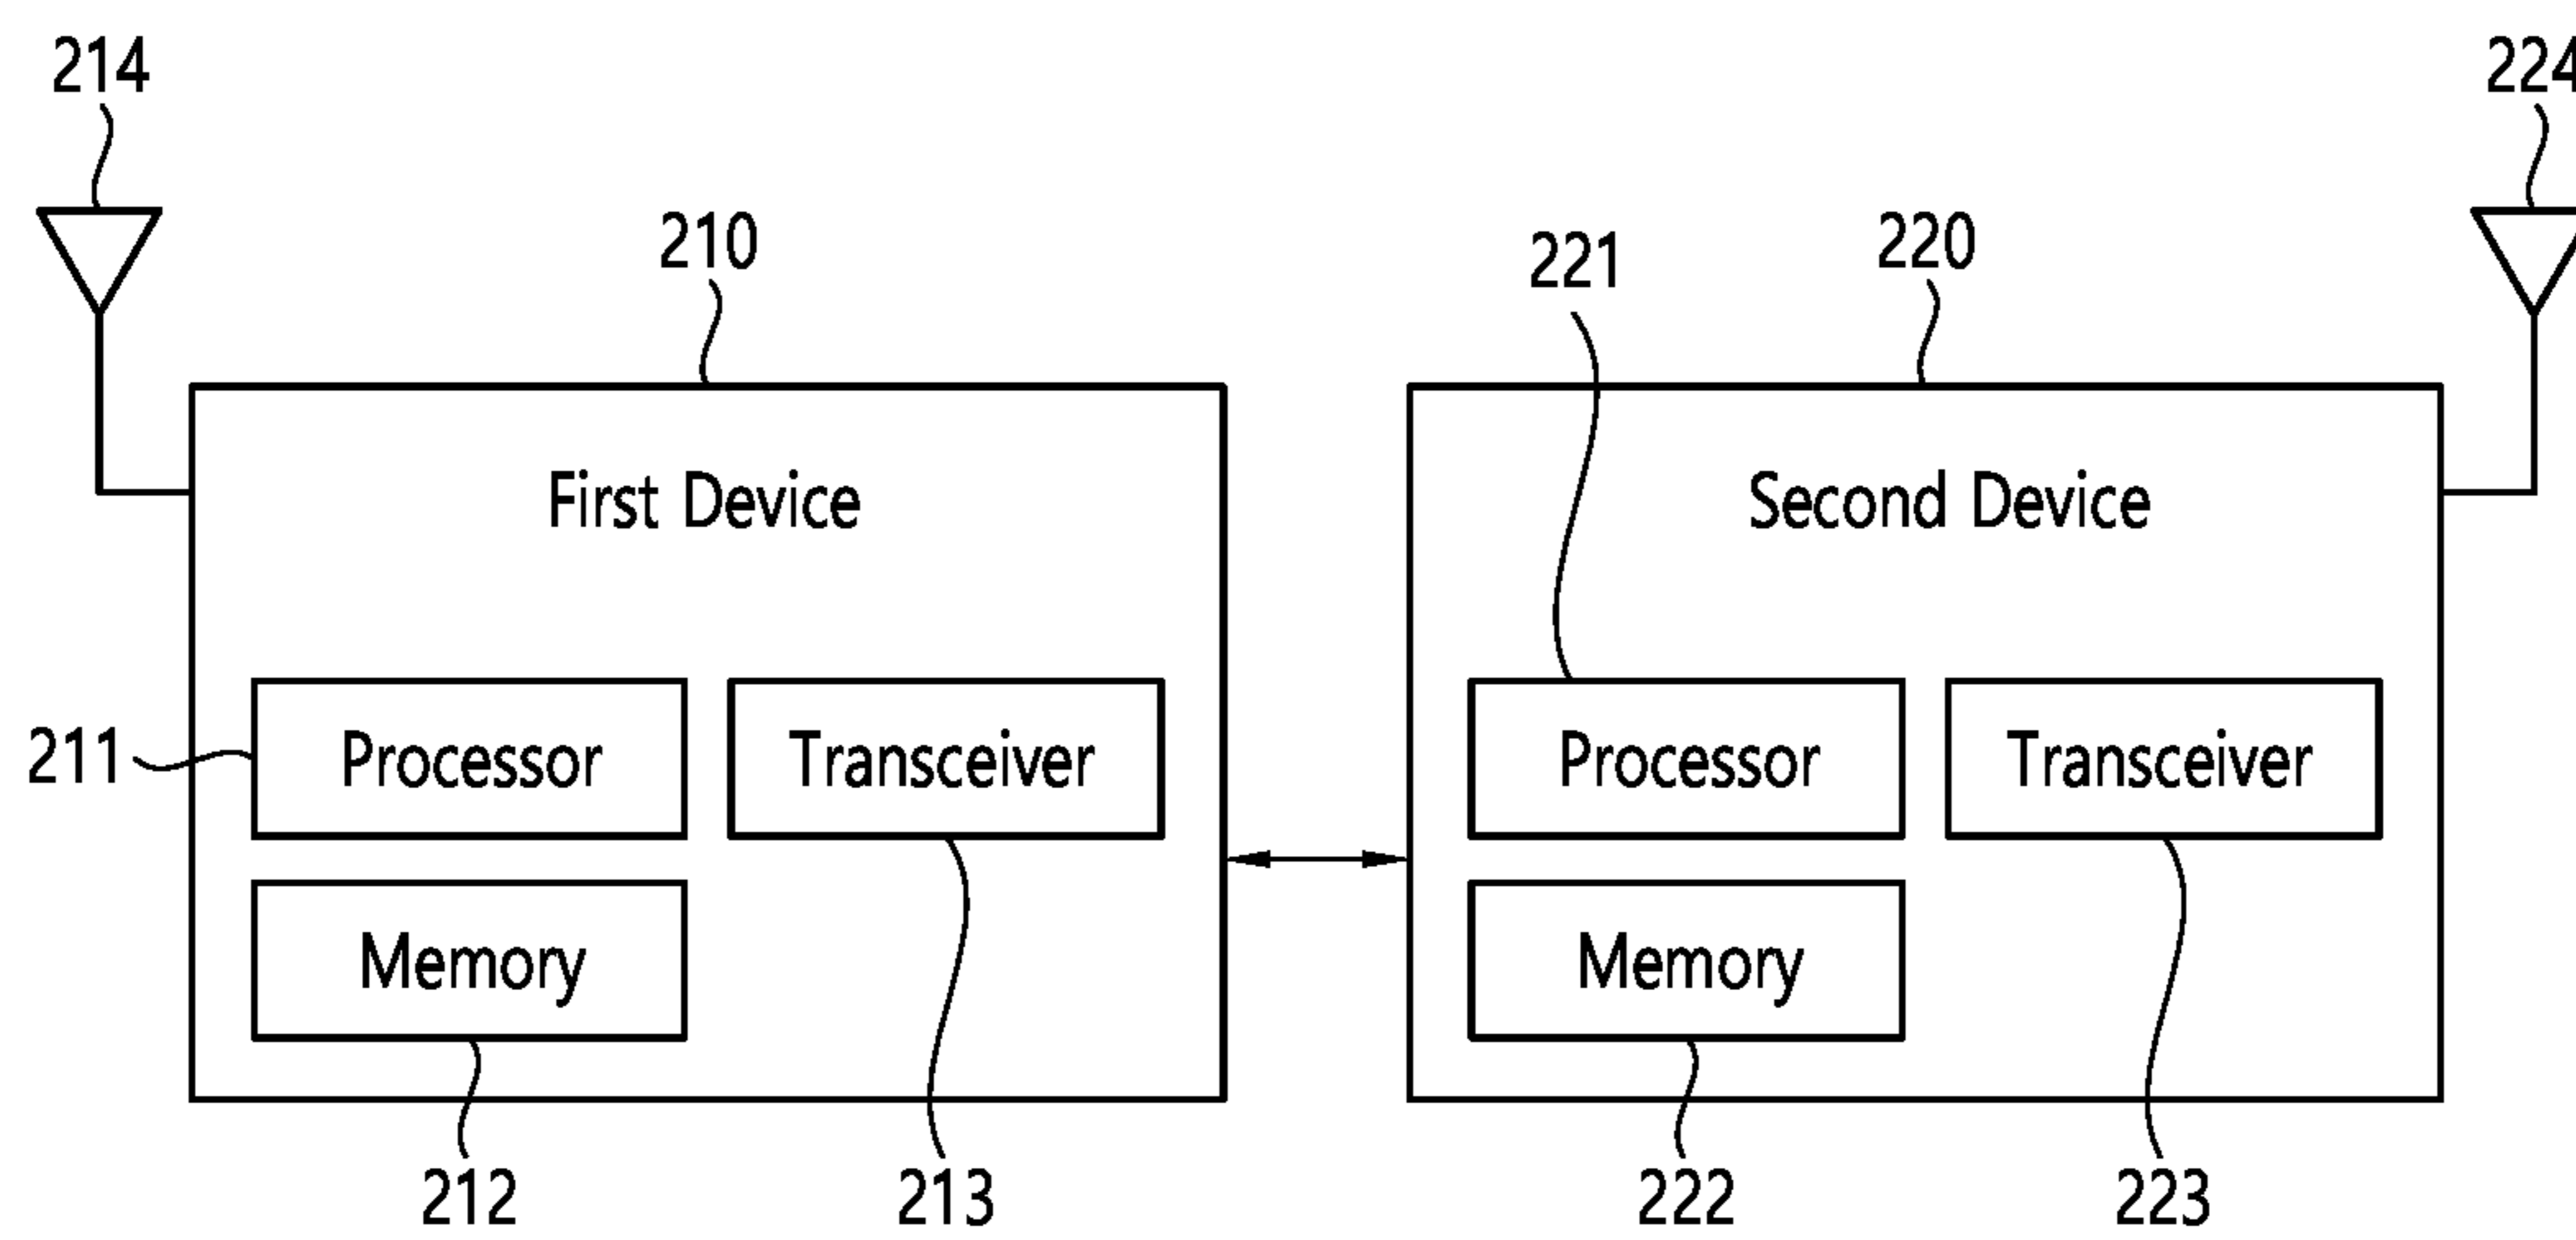 214
224
210
221
220
First Device
Second Device
211
Processor
Transceiver
Processor
Transceiver
Memory
Memory
212
213
222
223